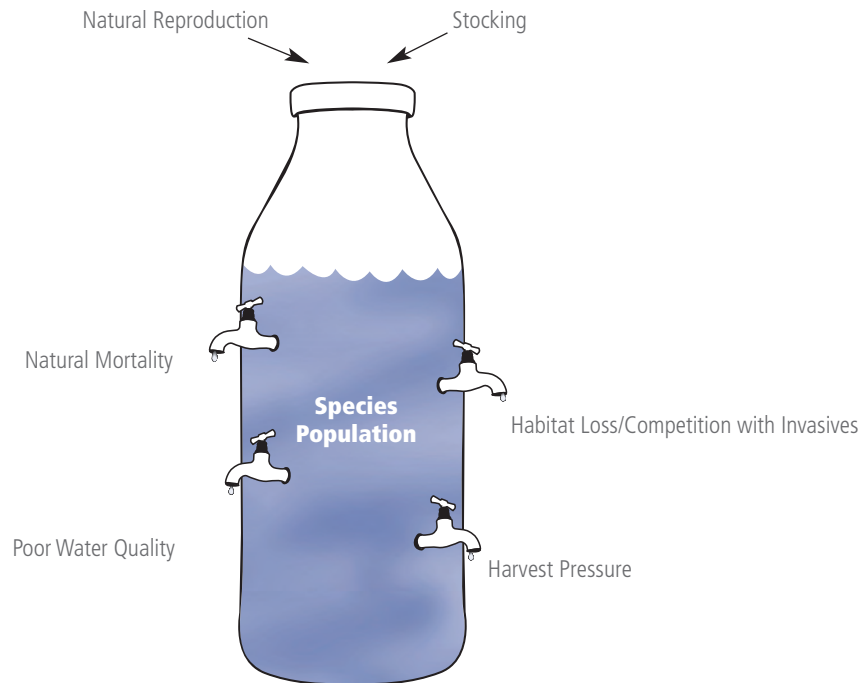 Natural Reproduction
Stocking
Natural Mortality
Species
Population
Habitat Loss/Competition with Invasives
Poor Water Quality
Harvest Pressure